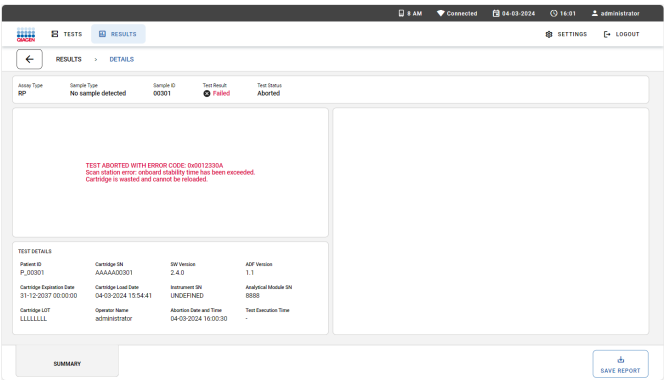 8 AM Connected 04-03-2024 16:01 administrator
QIAGEN TESTS RESULTS SETTINGS LOGOUT
RESULTS > DETAILS
Assay Type Sample Type Sample ID Test Result Test Status
RP No sample detected 00301 Failed Aborted
TEST ABORTED WITH ERROR CODE: 0x0012330A
Scan station error: onboard stability time has been exceeded.
Cartridge is wasted and cannot be reloaded.
TEST DETAILS
Patient ID Cartridge SN SW Version ADF Version
P_00301 AAAAA00301 2.4.0 1.1
Cartridge Expiration Date Cartridge Load Date Instrument SN Analytical Module SN
31-12-2037 00:00:00 04-03-2024 15:54:41 UNDEFINED 8888
Cartridge LOT Operator Name Abortion Date and Time Test Execution Time
LLLLLLLL administrator 04-03-2024 16:00:30 -
SUMMARY
SAVE REPORT